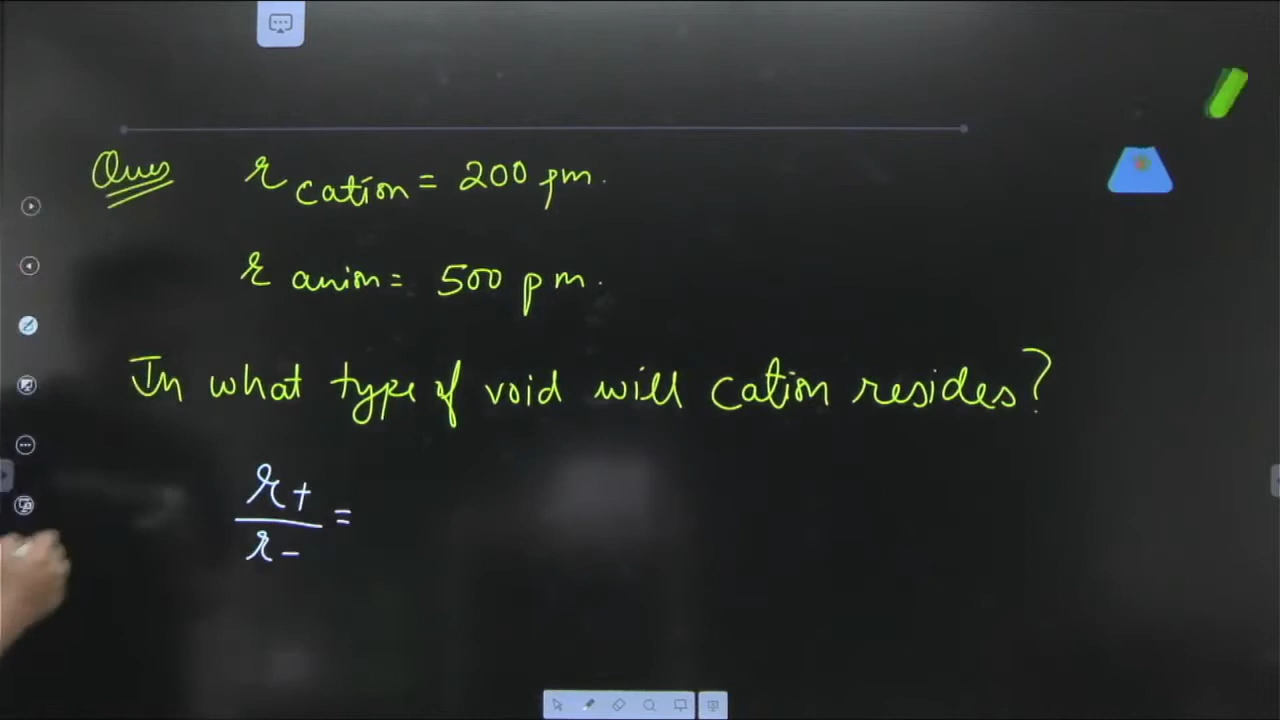 Ques r cation = 200 pm.
r anion = 500 pm.
In what type of void will cation resides?
r+
r-
=